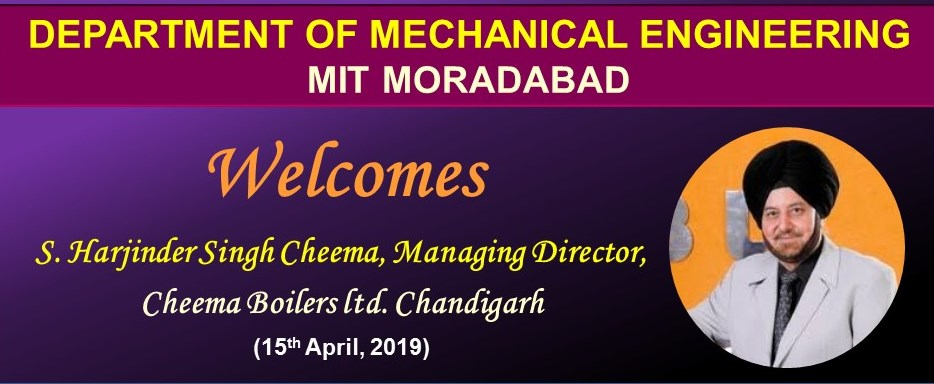 DEPARTMENT OF MECHANICAL ENGINEERING
MIT MORADABAD
Welcomes
S. Harjinder Singh Cheema, Managing Director,
Cheema Boilers ltd. Chandigarh
(15th April, 2019)